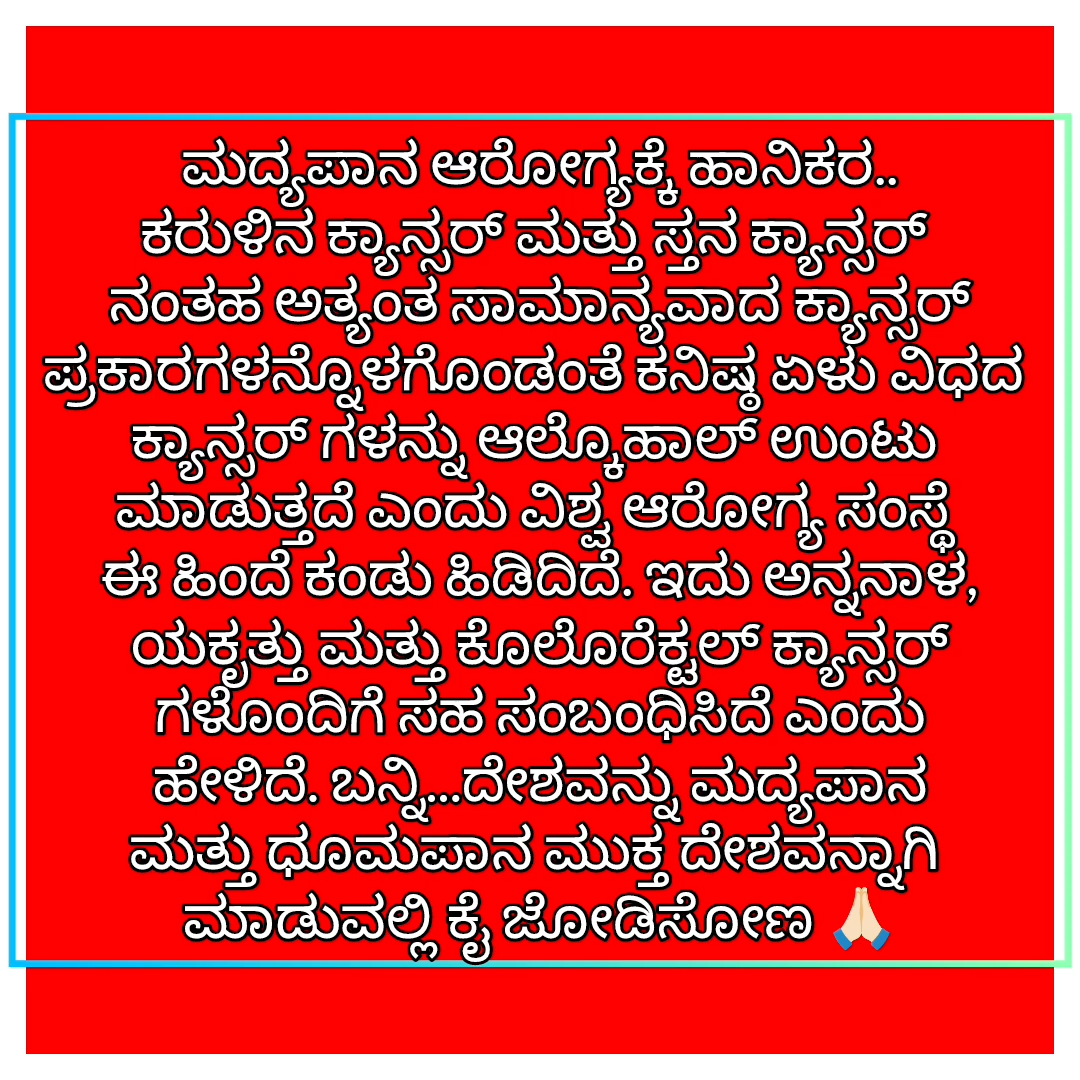 ಮದ್ಯಪಾನ ಆರೋಗ್ಯಕ್ಕೆ ಹಾನಿಕರ..
ಕರುಳಿನ ಕ್ಯಾನ್ಸರ್ ಮತ್ತು ಸ್ತನ ಕ್ಯಾನ್ಸರ್
ನಂತಹ ಅತ್ಯಂತ ಸಾಮಾನ್ಯವಾದ ಕ್ಯಾನ್ಸರ್
ಪ್ರಕಾರಗಳನ್ನೊಳಗೊಂಡಂತೆ ಕನಿಷ್ಠ ಏಳು ವಿಧದ
ಕ್ಯಾನ್ಸರ್ ಗಳನ್ನು ಆಲ್ಕೊಹಾಲ್ ಉಂಟು
ಮಾಡುತ್ತದೆ ಎಂದು ವಿಶ್ವ ಆರೋಗ್ಯ ಸಂಸ್ಥೆ
ಈ ಹಿಂದೆ ಕಂಡು ಹಿಡಿದಿದೆ. ಇದು ಅನ್ನನಾಳ,
ಯಕೃತ್ತು ಮತ್ತು ಕೊಲೊರೆಕ್ಟಲ್ ಕ್ಯಾನ್ಸರ್
ಗಳೊಂದಿಗೆ ಸಹ ಸಂಬಂಧಿಸಿದೆ ಎಂದು
ಹೇಳಿದೆ. ಬನ್ನಿ...ದೇಶವನ್ನು ಮದ್ಯಪಾನ
ಮತ್ತು ಧೂಮಪಾನ ಮುಕ್ತ ದೇಶವನ್ನಾಗಿ
ಮಾಡುವಲ್ಲಿ ಕೈ ಜೋಡಿಸೋಣ 🙏🏻